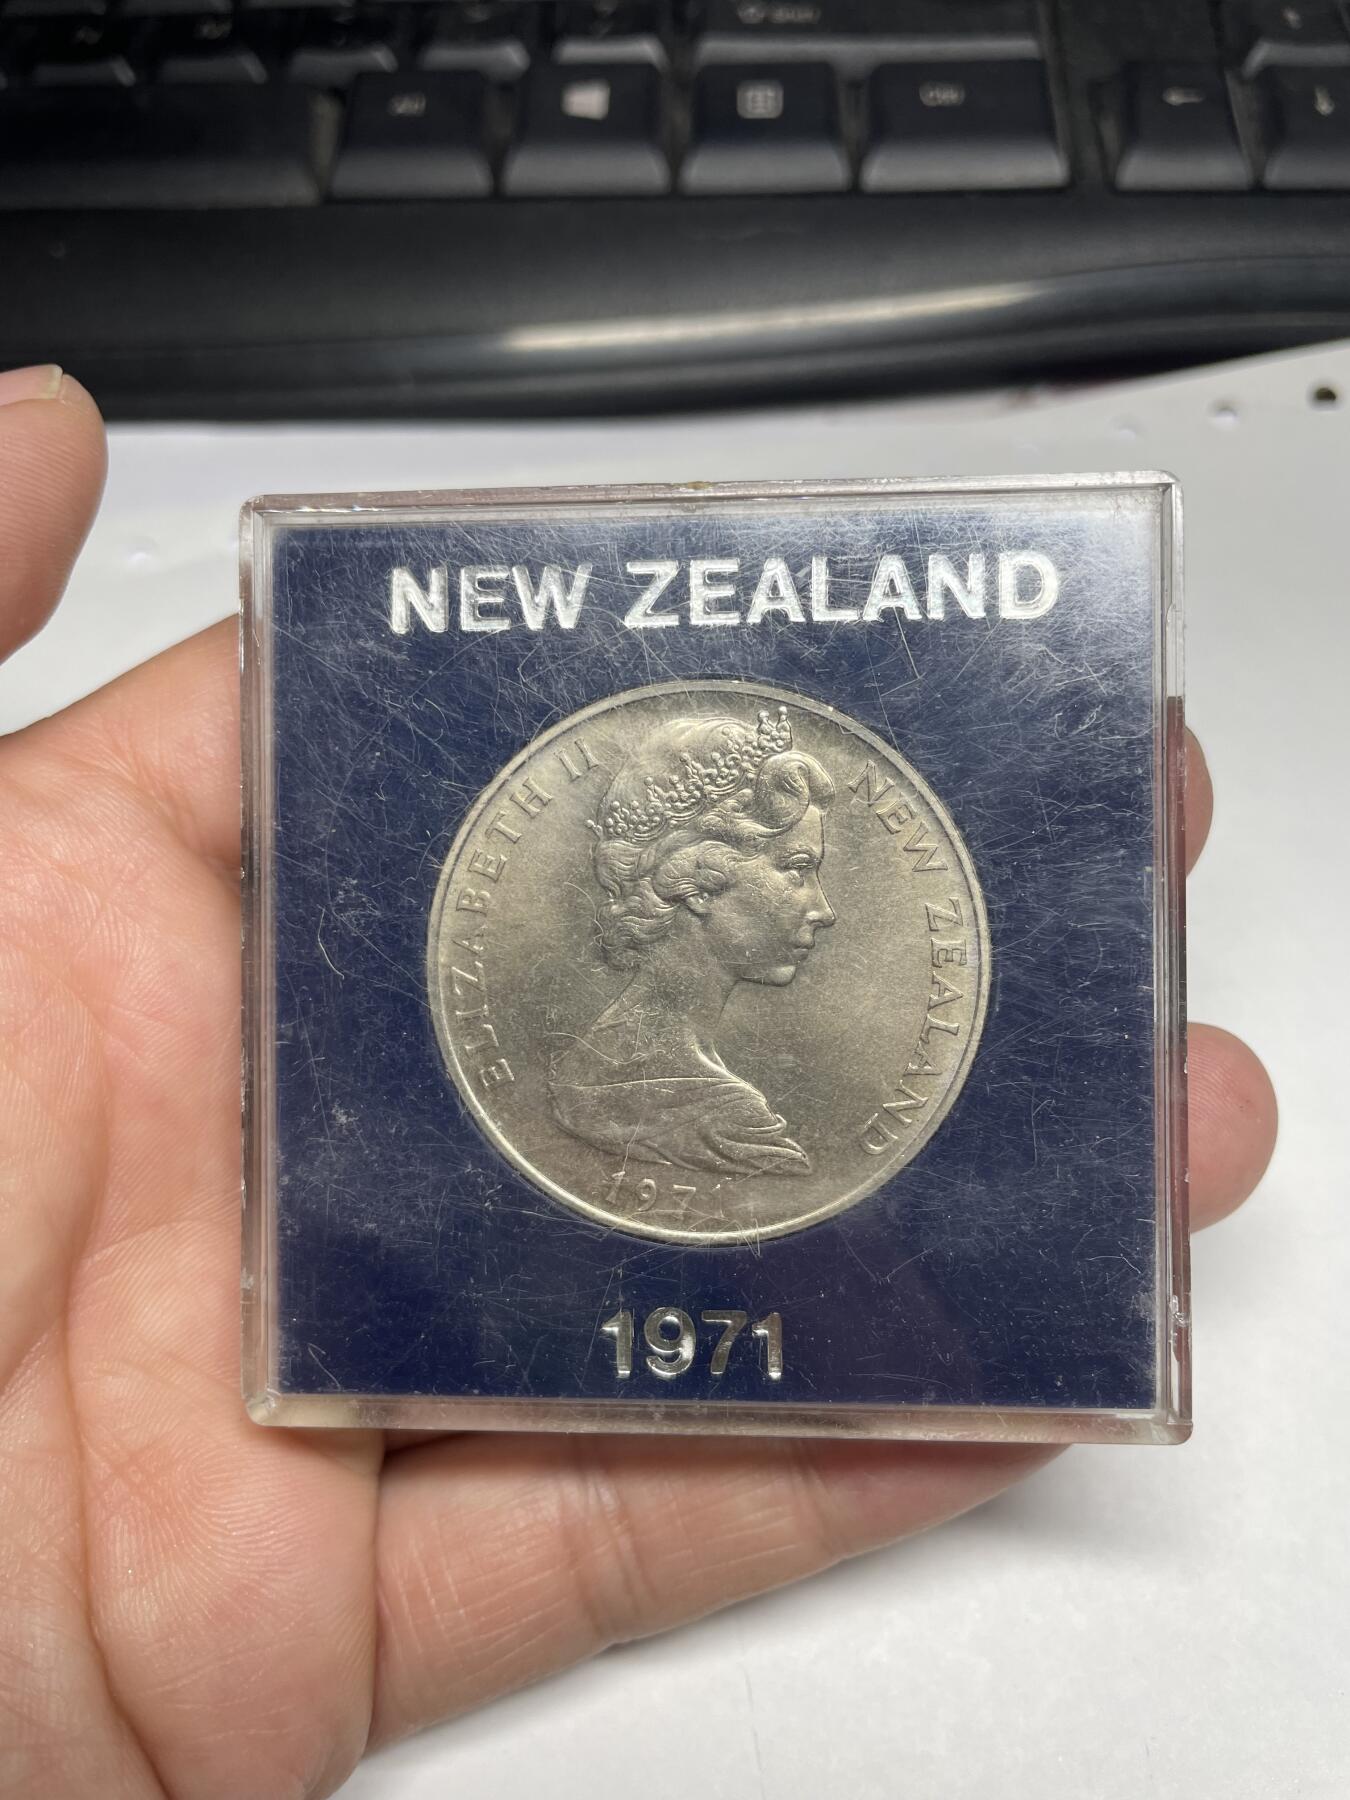 NEW ZEALAND
ELIZABETH II
NEW ZEALAND
1971
1971